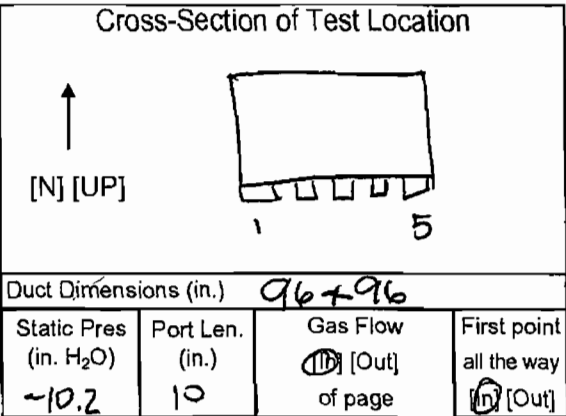 Cross-Section of Test Location
[N] [UP]
1 5
Duct Dimensions (in.) 96 x 96
Static Pres (in. H₂O) -10.2
Port Len. (in.) 10
Gas Flow [In] [Out] of page
First point all the way [In] [Out]